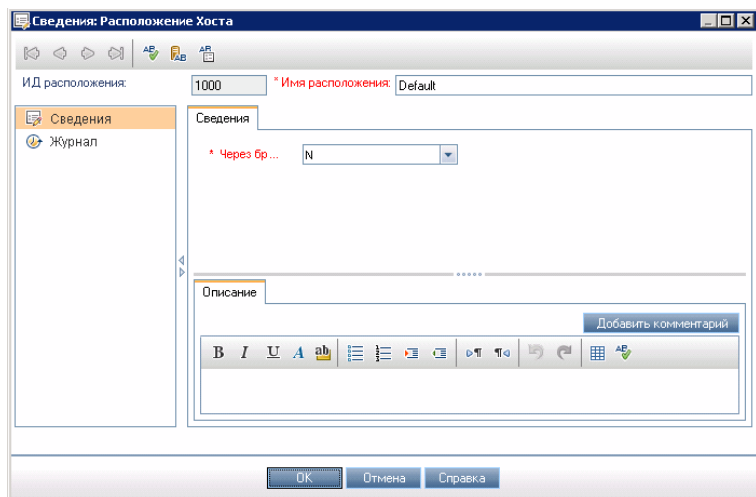 Сведения: Расположение Хоста
ИД расположения: 1000 * Имя расположения: Default
Сведения
Журнал
Сведения
* Через бр... N
Описание
Добавить комментарий
B I U A ab
OK Отмена Справка